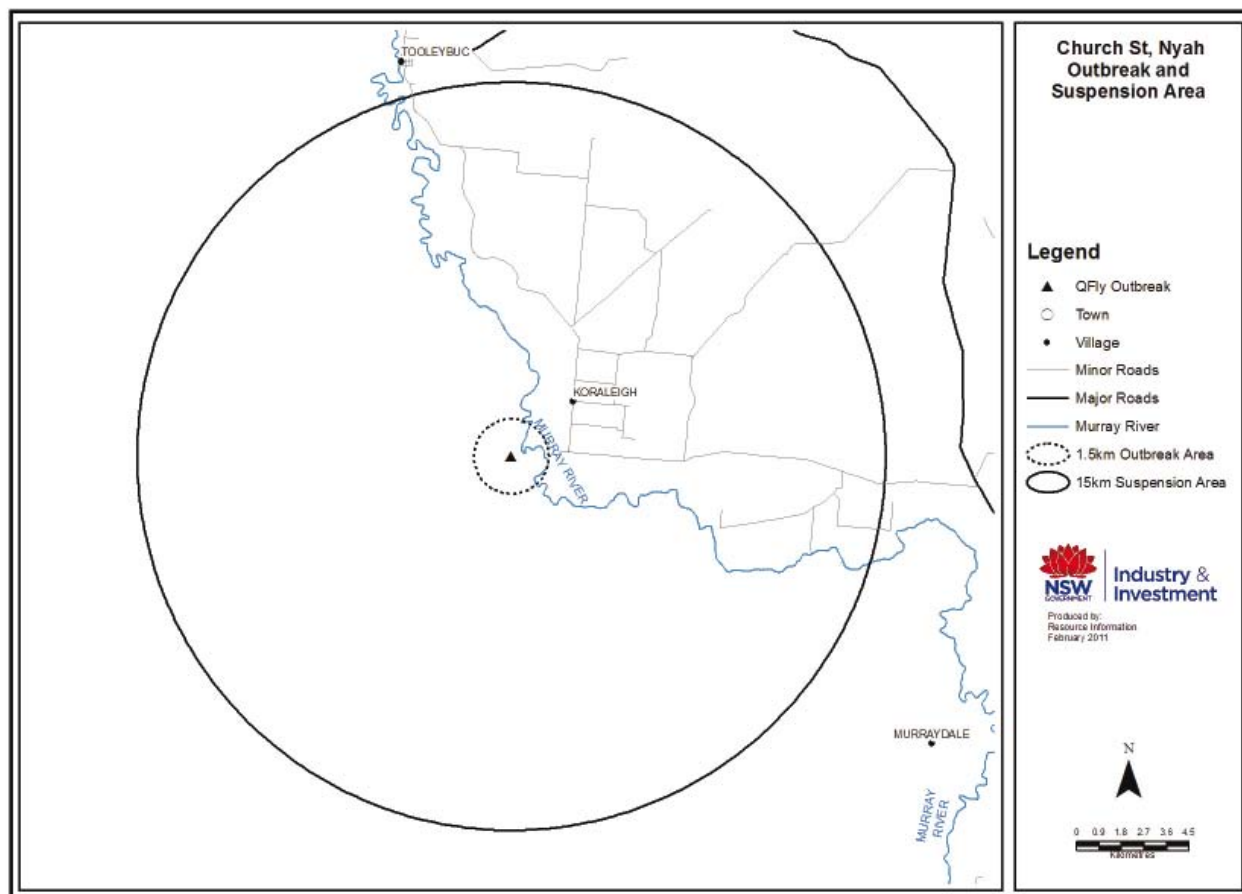 TOOLEYBUC
KORALEIGH
MURRAY RIVER
MURRAYDALE
MURRAY
RIVER
Church St, Nyah
Outbreak and
Suspension Area
Legend
QFly Outbreak
Town
Village
Minor Roads
Major Roads
Murray River
1.5km Outbreak Area
15km Suspension Area
NSW
GOVERNMENT
Industry &
Investment
Produced by:
Resource Information
February 2011
N
0 0.9 1.8 2.7 3.6 4.5
Kilometres